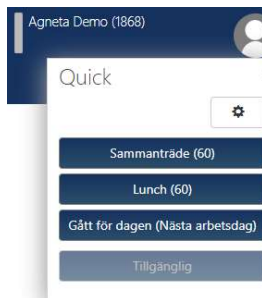 Agneta Demo (1868)
Quick
Sammanträde (60)
Lunch (60)
Gått för dagen (Nästa arbetsdag)
Tillgänglig